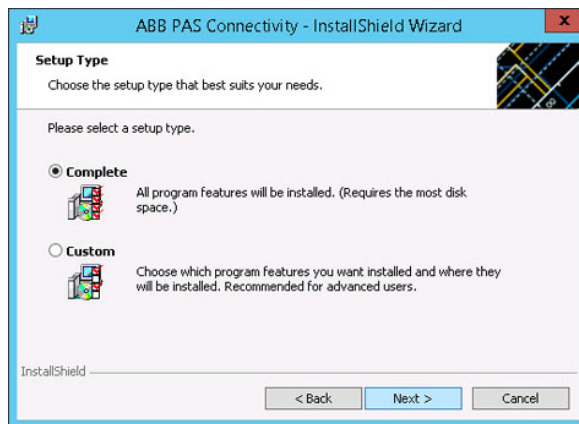 ABB PAS Connectivity - InstallShield Wizard
x
Setup Type
Choose the setup type that best suits your needs.
Please select a setup type.
Complete
All program features will be installed. (Requires the most disk
space.)
Custom
Choose which program features you want installed and where they
will be installed. Recommended for advanced users.
InstallShield
< Back
Next >
Cancel